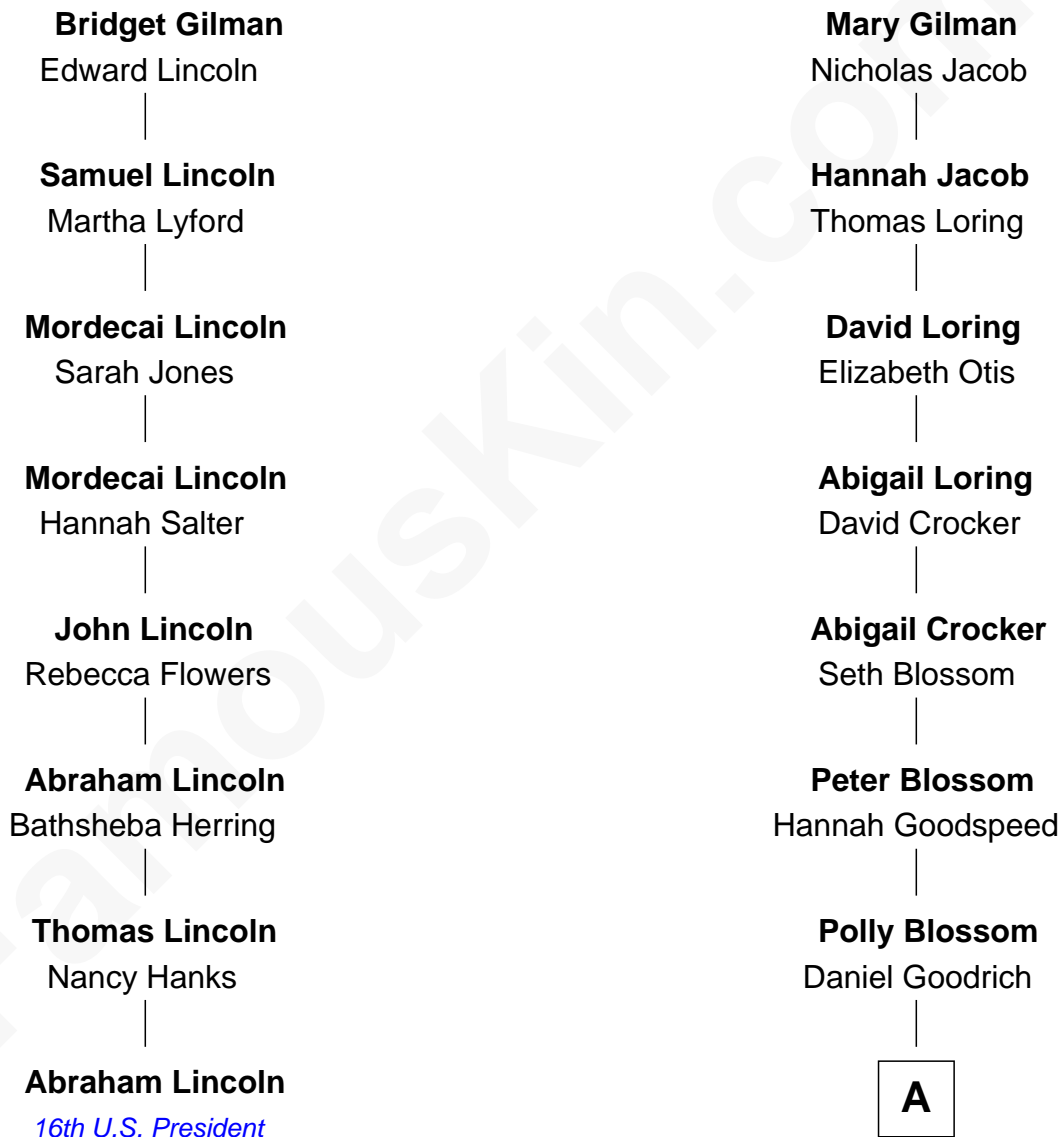 Bridget Gilman
Edward Lincoln
Samuel Lincoln
Martha Lyford
Mordecai Lincoln
Sarah Jones
Mordecai Lincoln
Hannah Salter
John Lincoln
Rebecca Flowers
Abraham Lincoln
Bathsheba Herring
Thomas Lincoln
Nancy Hanks
Abraham Lincoln
16th U.S. President
Mary Gilman
Nicholas Jacob
Hannah Jacob
Thomas Loring
David Loring
Elizabeth Otis
Abigail Loring
David Crocker
Abigail Crocker
Seth Blossom
Peter Blossom
Hannah Goodspeed
Polly Blossom
Daniel Goodrich
A
FamousKin.com